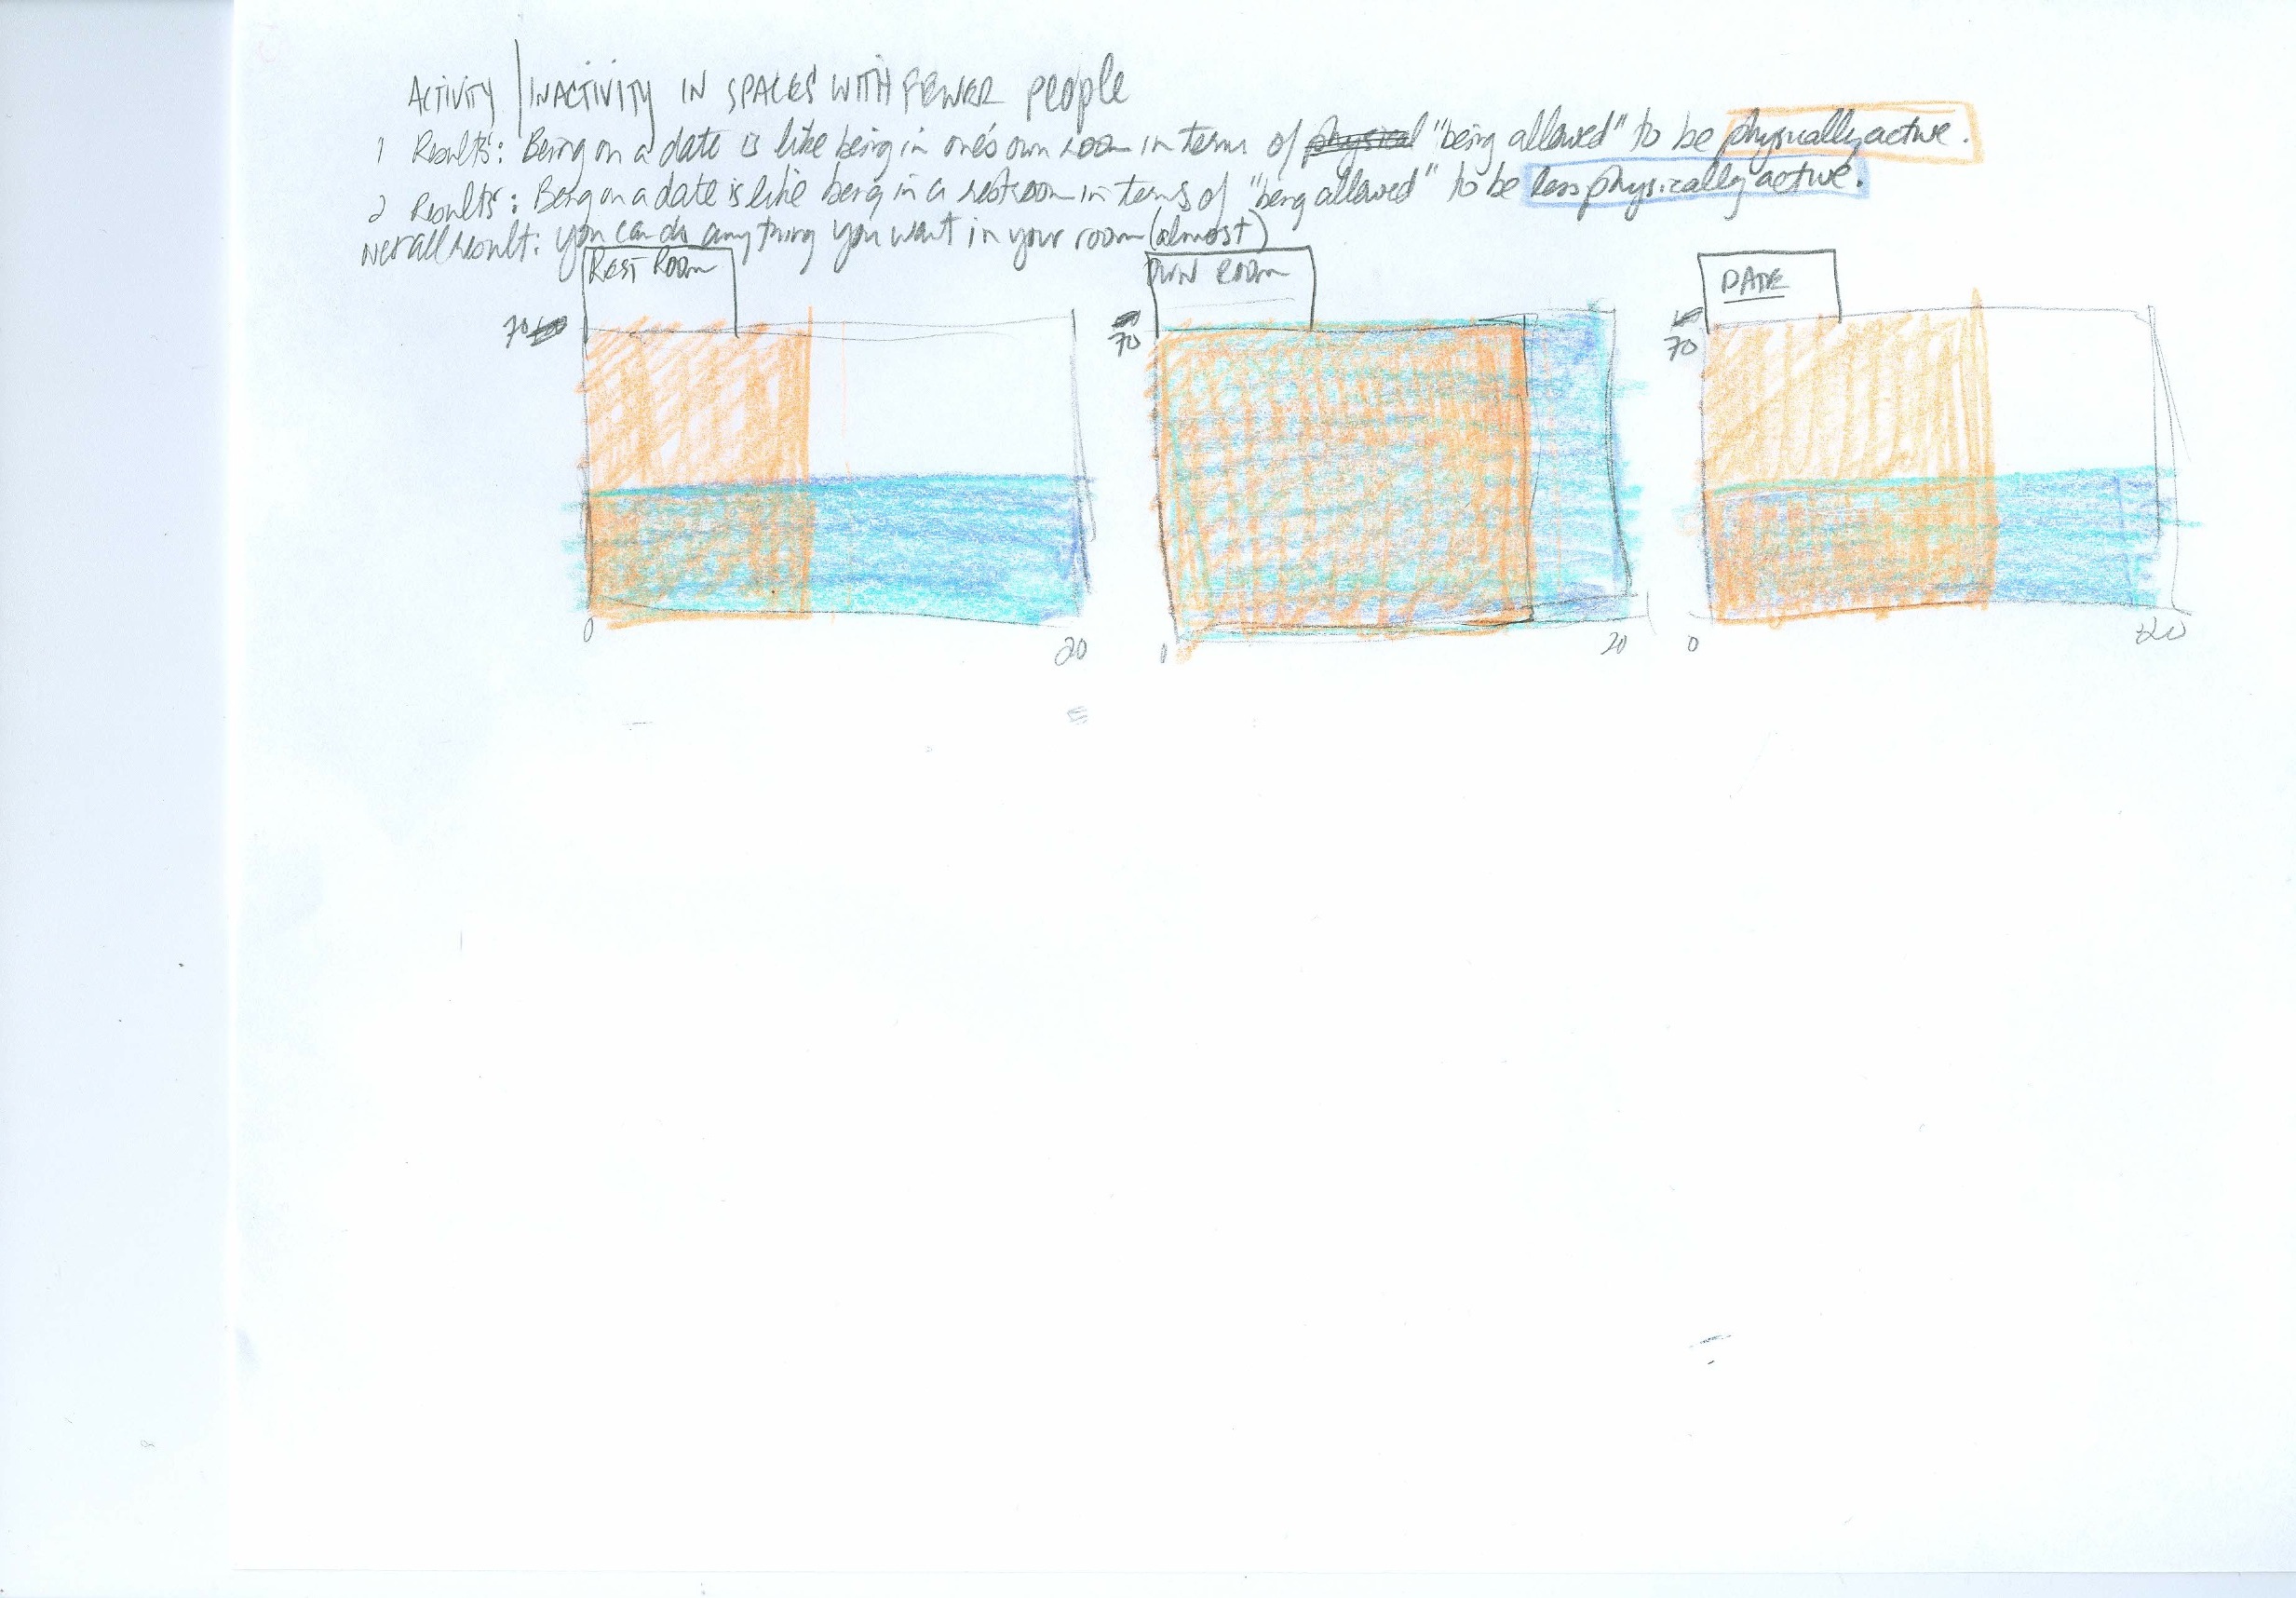 ACTIVITY / INACTIVITY IN SPACES WITH FEWER people
1 Results: Being on a date is like being in one's own room in terms of physical "being allowed" to be physically active.
2 Results: Being on a date is like being in a restroom in terms of "being allowed" to be less physically active.
Overall result: you can do anything you want in your room (almost)
REST ROOM
OWN ROOM
DATE
70
70
70
0
20
0
20
0
20